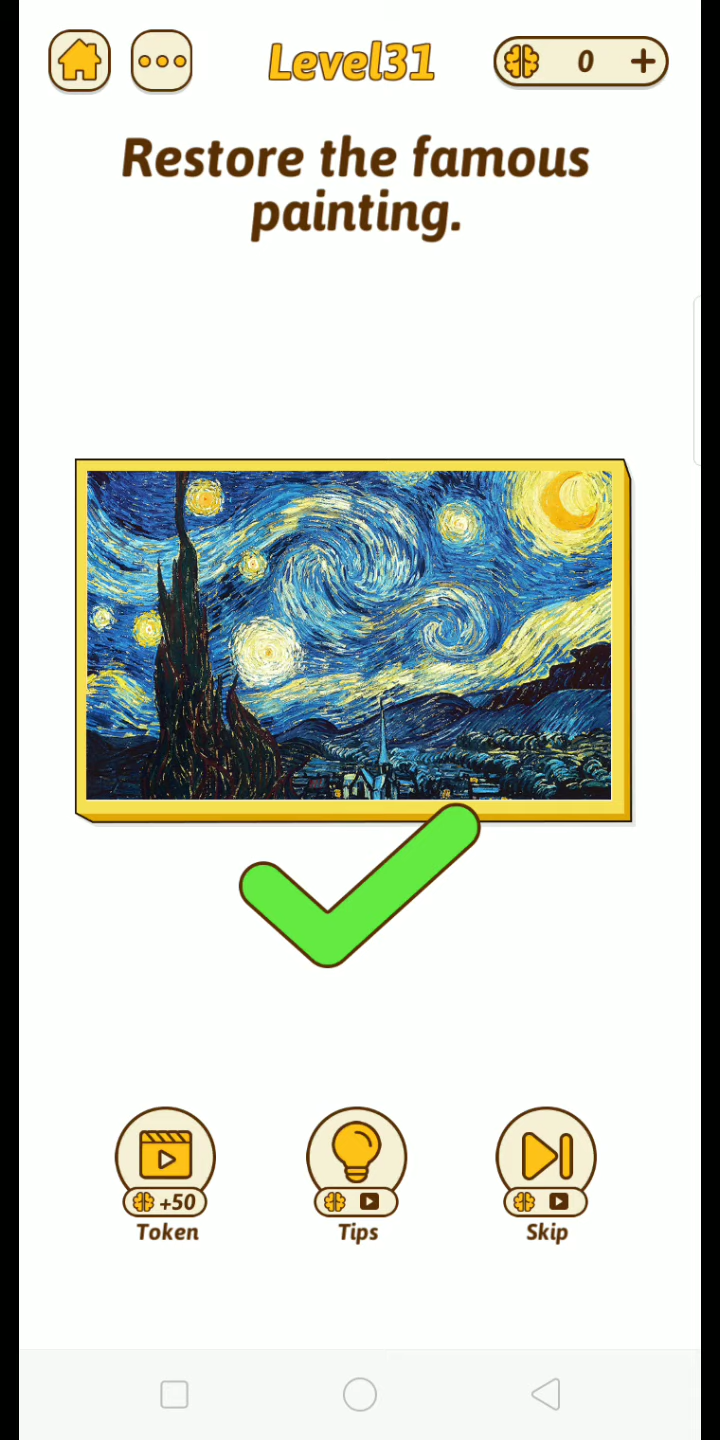 Level31
0 +
Restore the famous
painting.
+50
Token
Tips
Skip